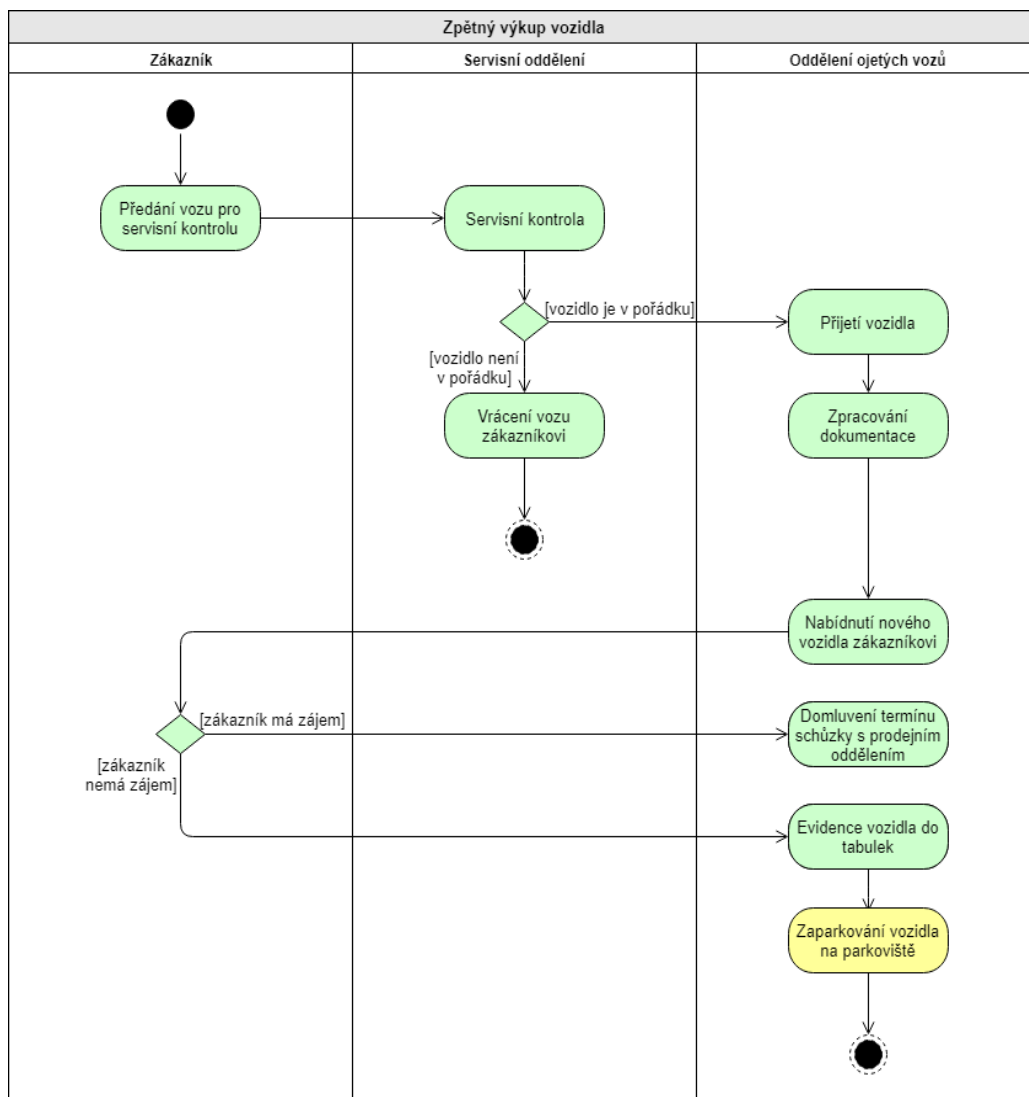 Zpětný výkup vozidla
Zákazník
Servisní oddělení
Oddělení ojetých vozů
Předání vozu pro
servisní kontrolu
Servisní kontrola
[vozidlo je v pořádku]
Přijetí vozidla
[vozidlo není
v pořádku]
Vrácení vozu
zákazníkovi
Zpracování
dokumentace
Nabídnutí nového
vozidla zákazníkovi
[zákazník má zájem]
Domluvení termínu
schůzky s prodejním
oddělením
[zákazník
nemá zájem]
Evidence vozidla do
tabulek
Zaparkování vozidla
na parkoviště